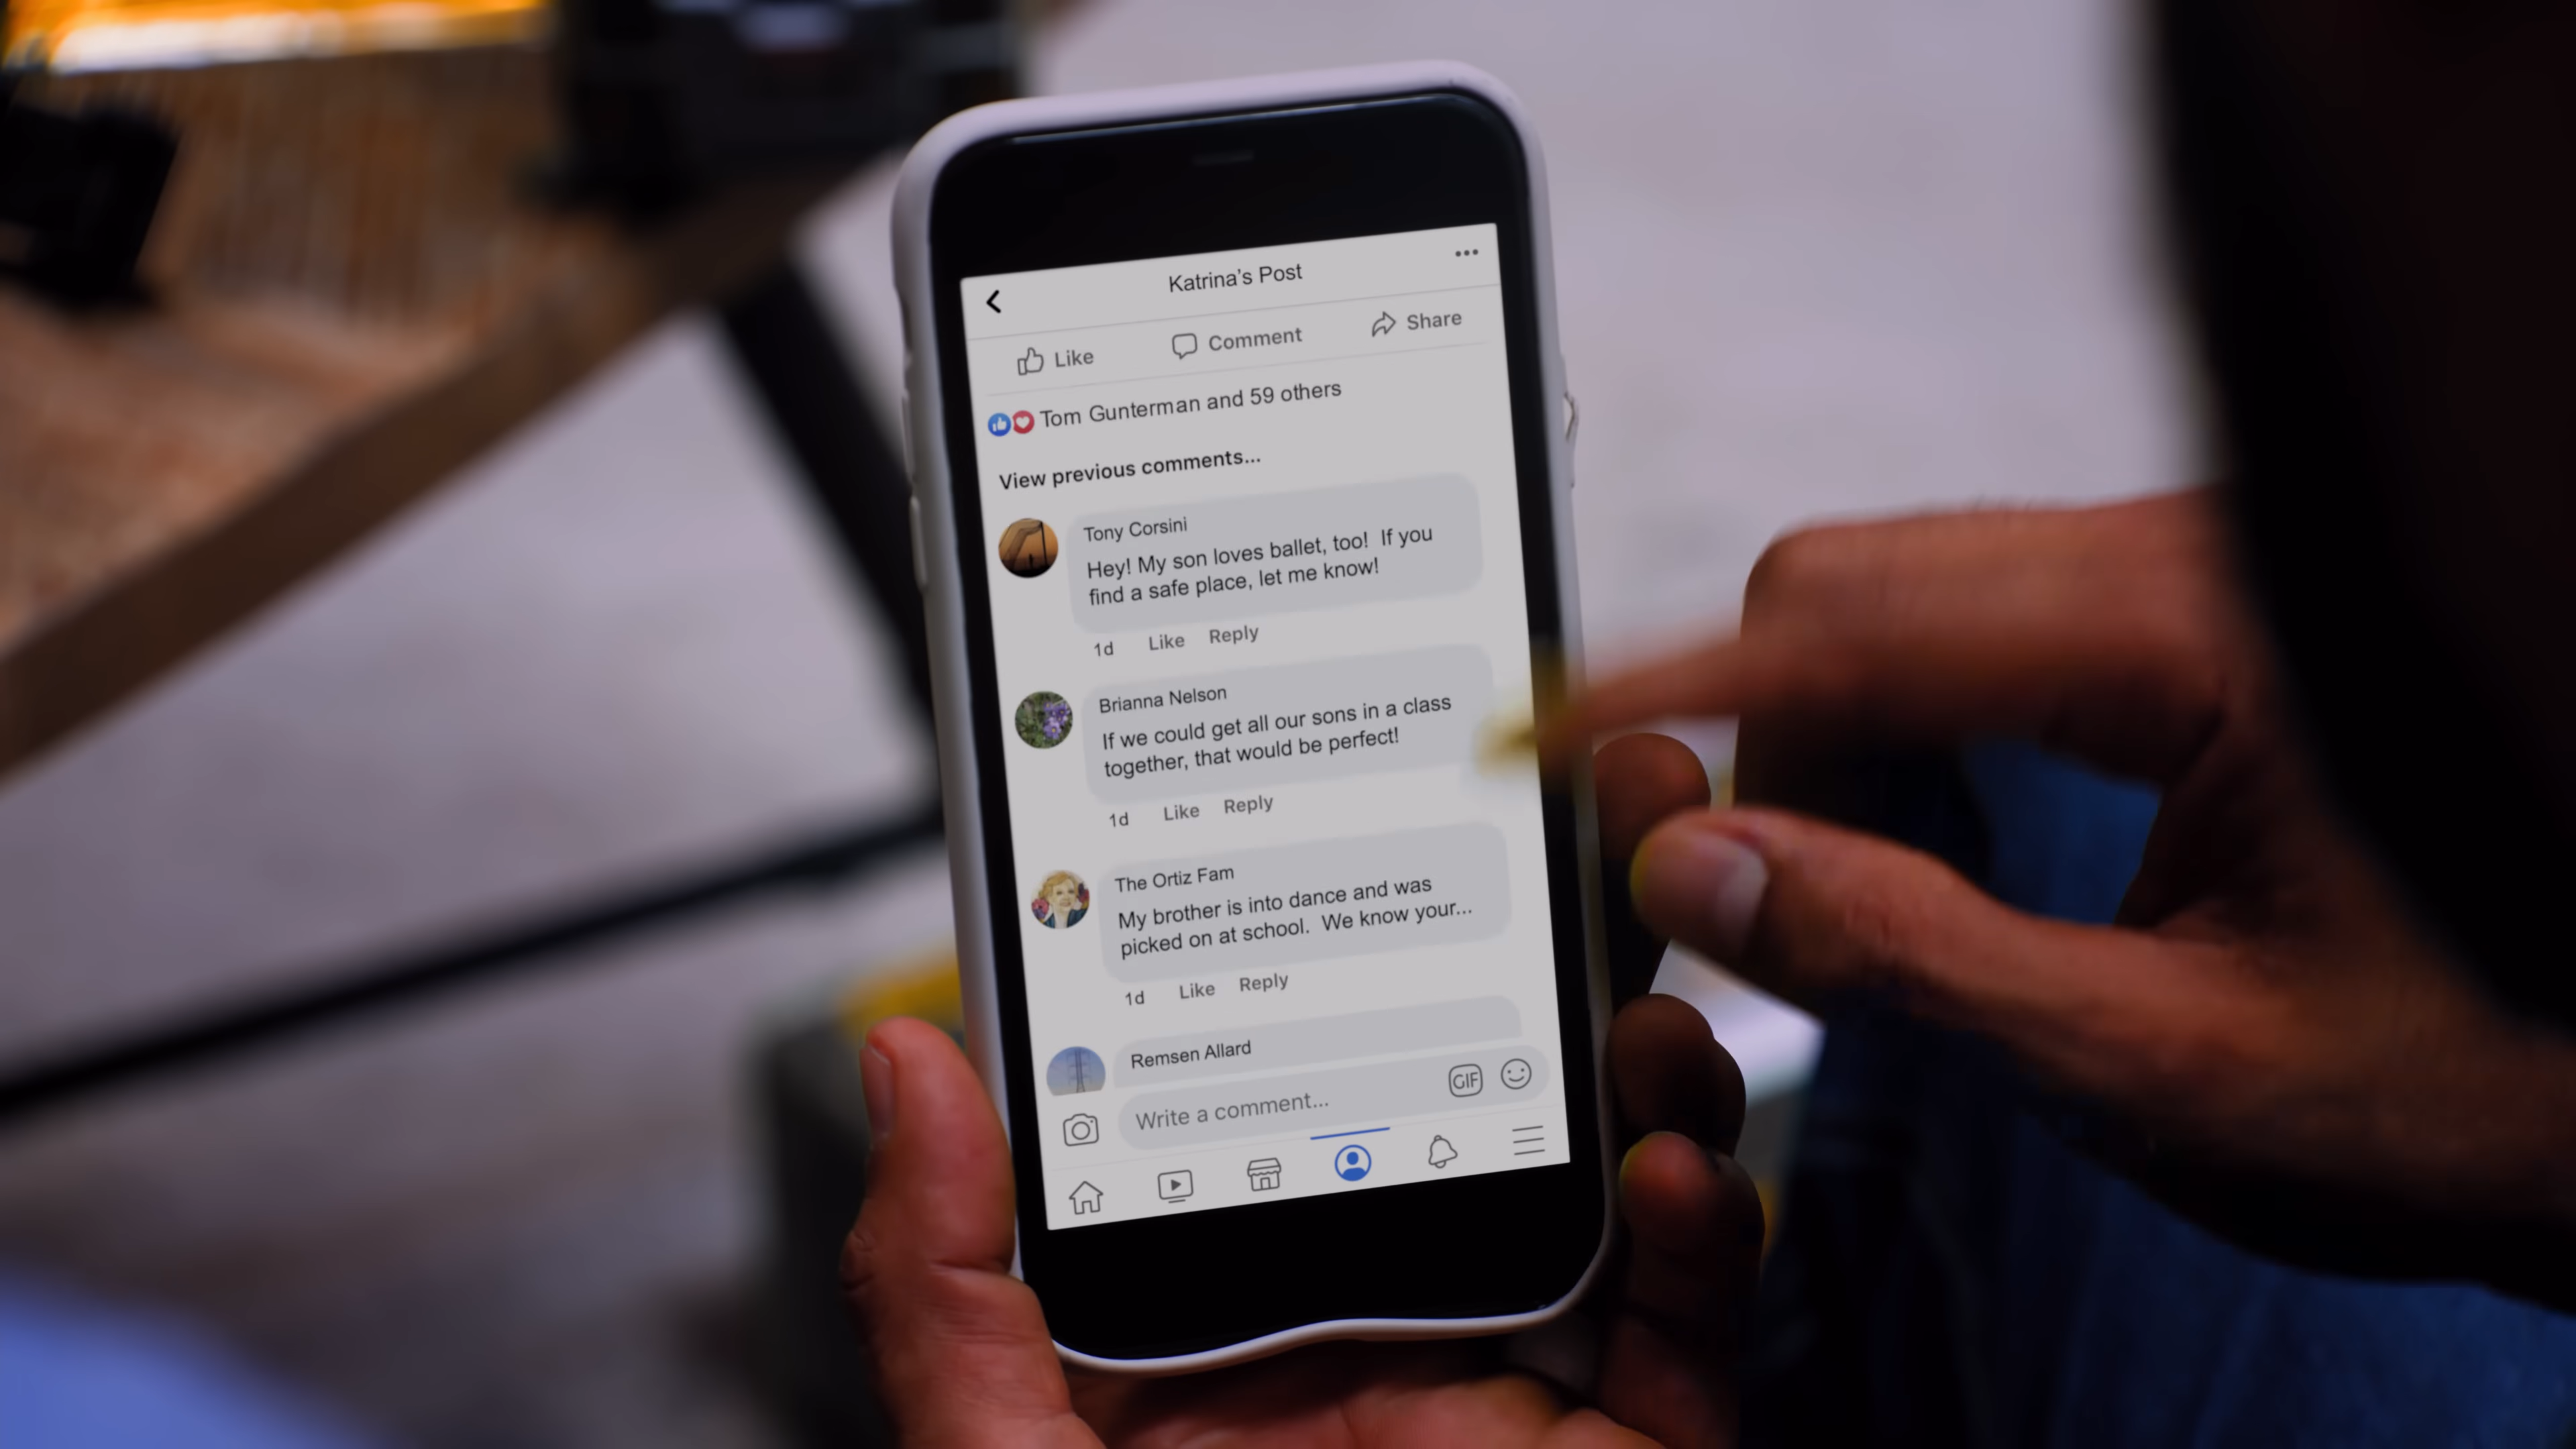 Katrina's Post
Like Comment Share
Tom Gunterman and 59 others
View previous comments...
Tony Corsini
Hey! My son loves ballet, too! If you
find a safe place, let me know!
1d Like Reply
Brianna Nelson
If we could get all our sons in a class
together, that would be perfect!
1d Like Reply
The Ortiz Fam
My brother is into dance and was
picked on at school. We know your...
1d Like Reply
Remsen Allard
Write a comment...
GIF